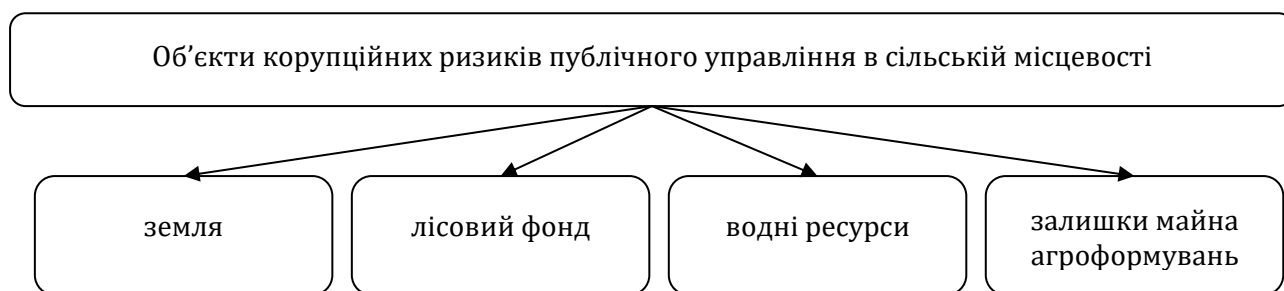 Об’єкти корупційних ризиків публічного управління в сільській місцевості
земля
лісовий фонд
водні ресурси
залишки майна
агроформувань